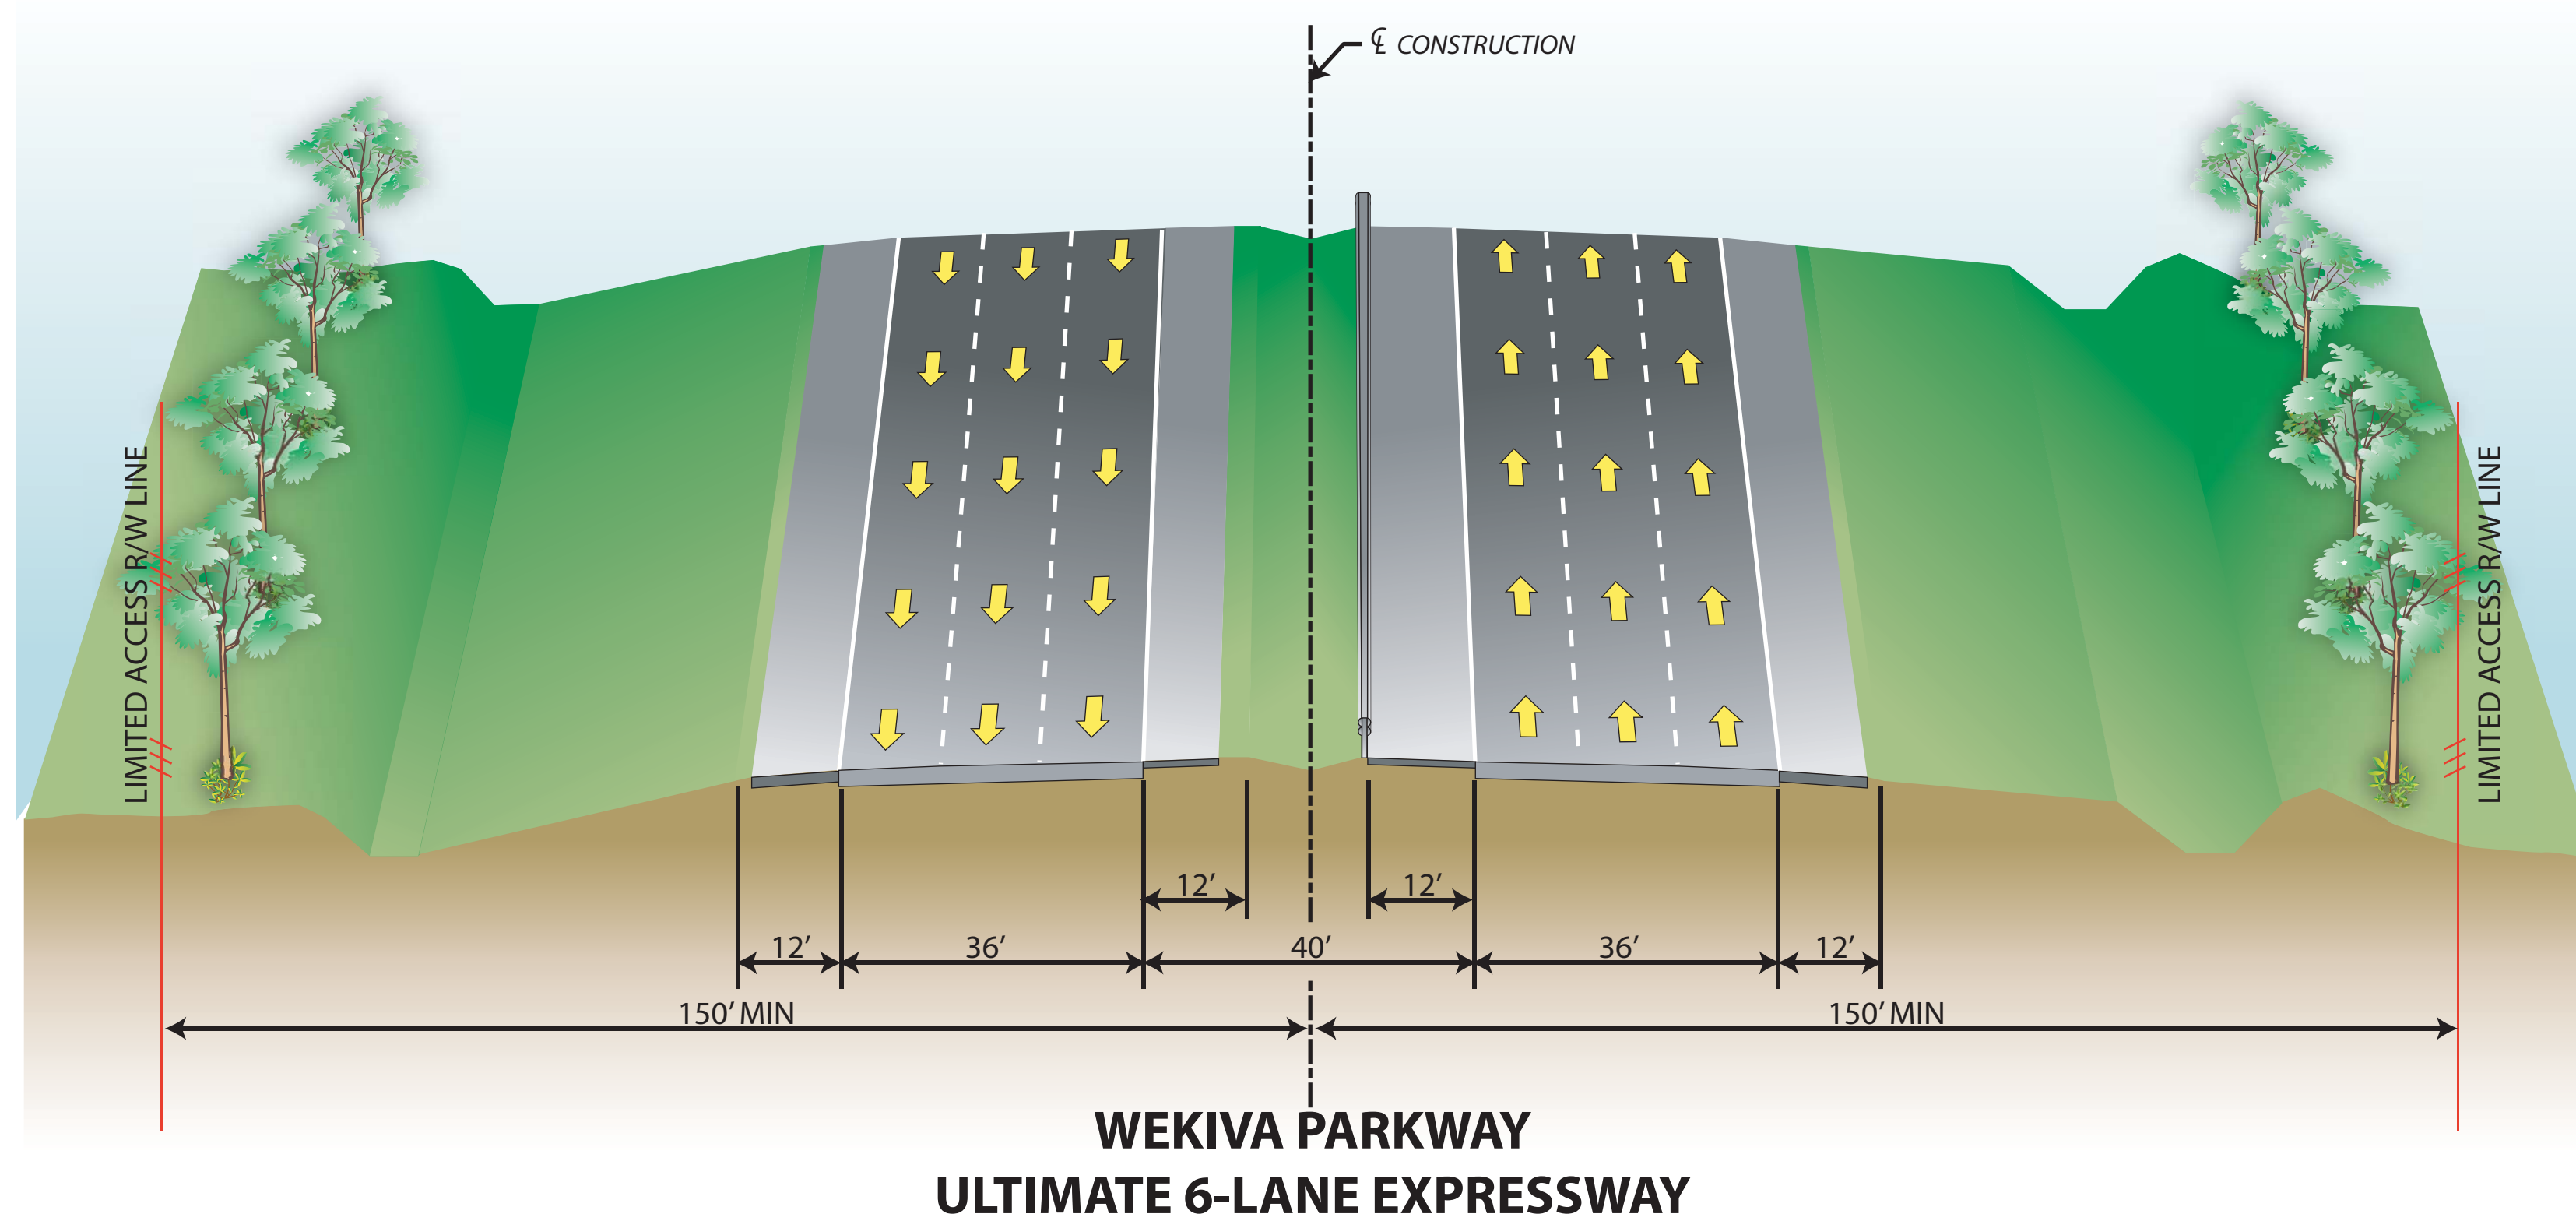 ℄ CONSTRUCTION
LIMITED ACCESS R/W LINE
LIMITED ACCESS R/W LINE
12’
12’
12’
36’
40’
36’
12’
150’ MIN
150’ MIN
WEKIVA PARKWAY
ULTIMATE 6-LANE EXPRESSWAY